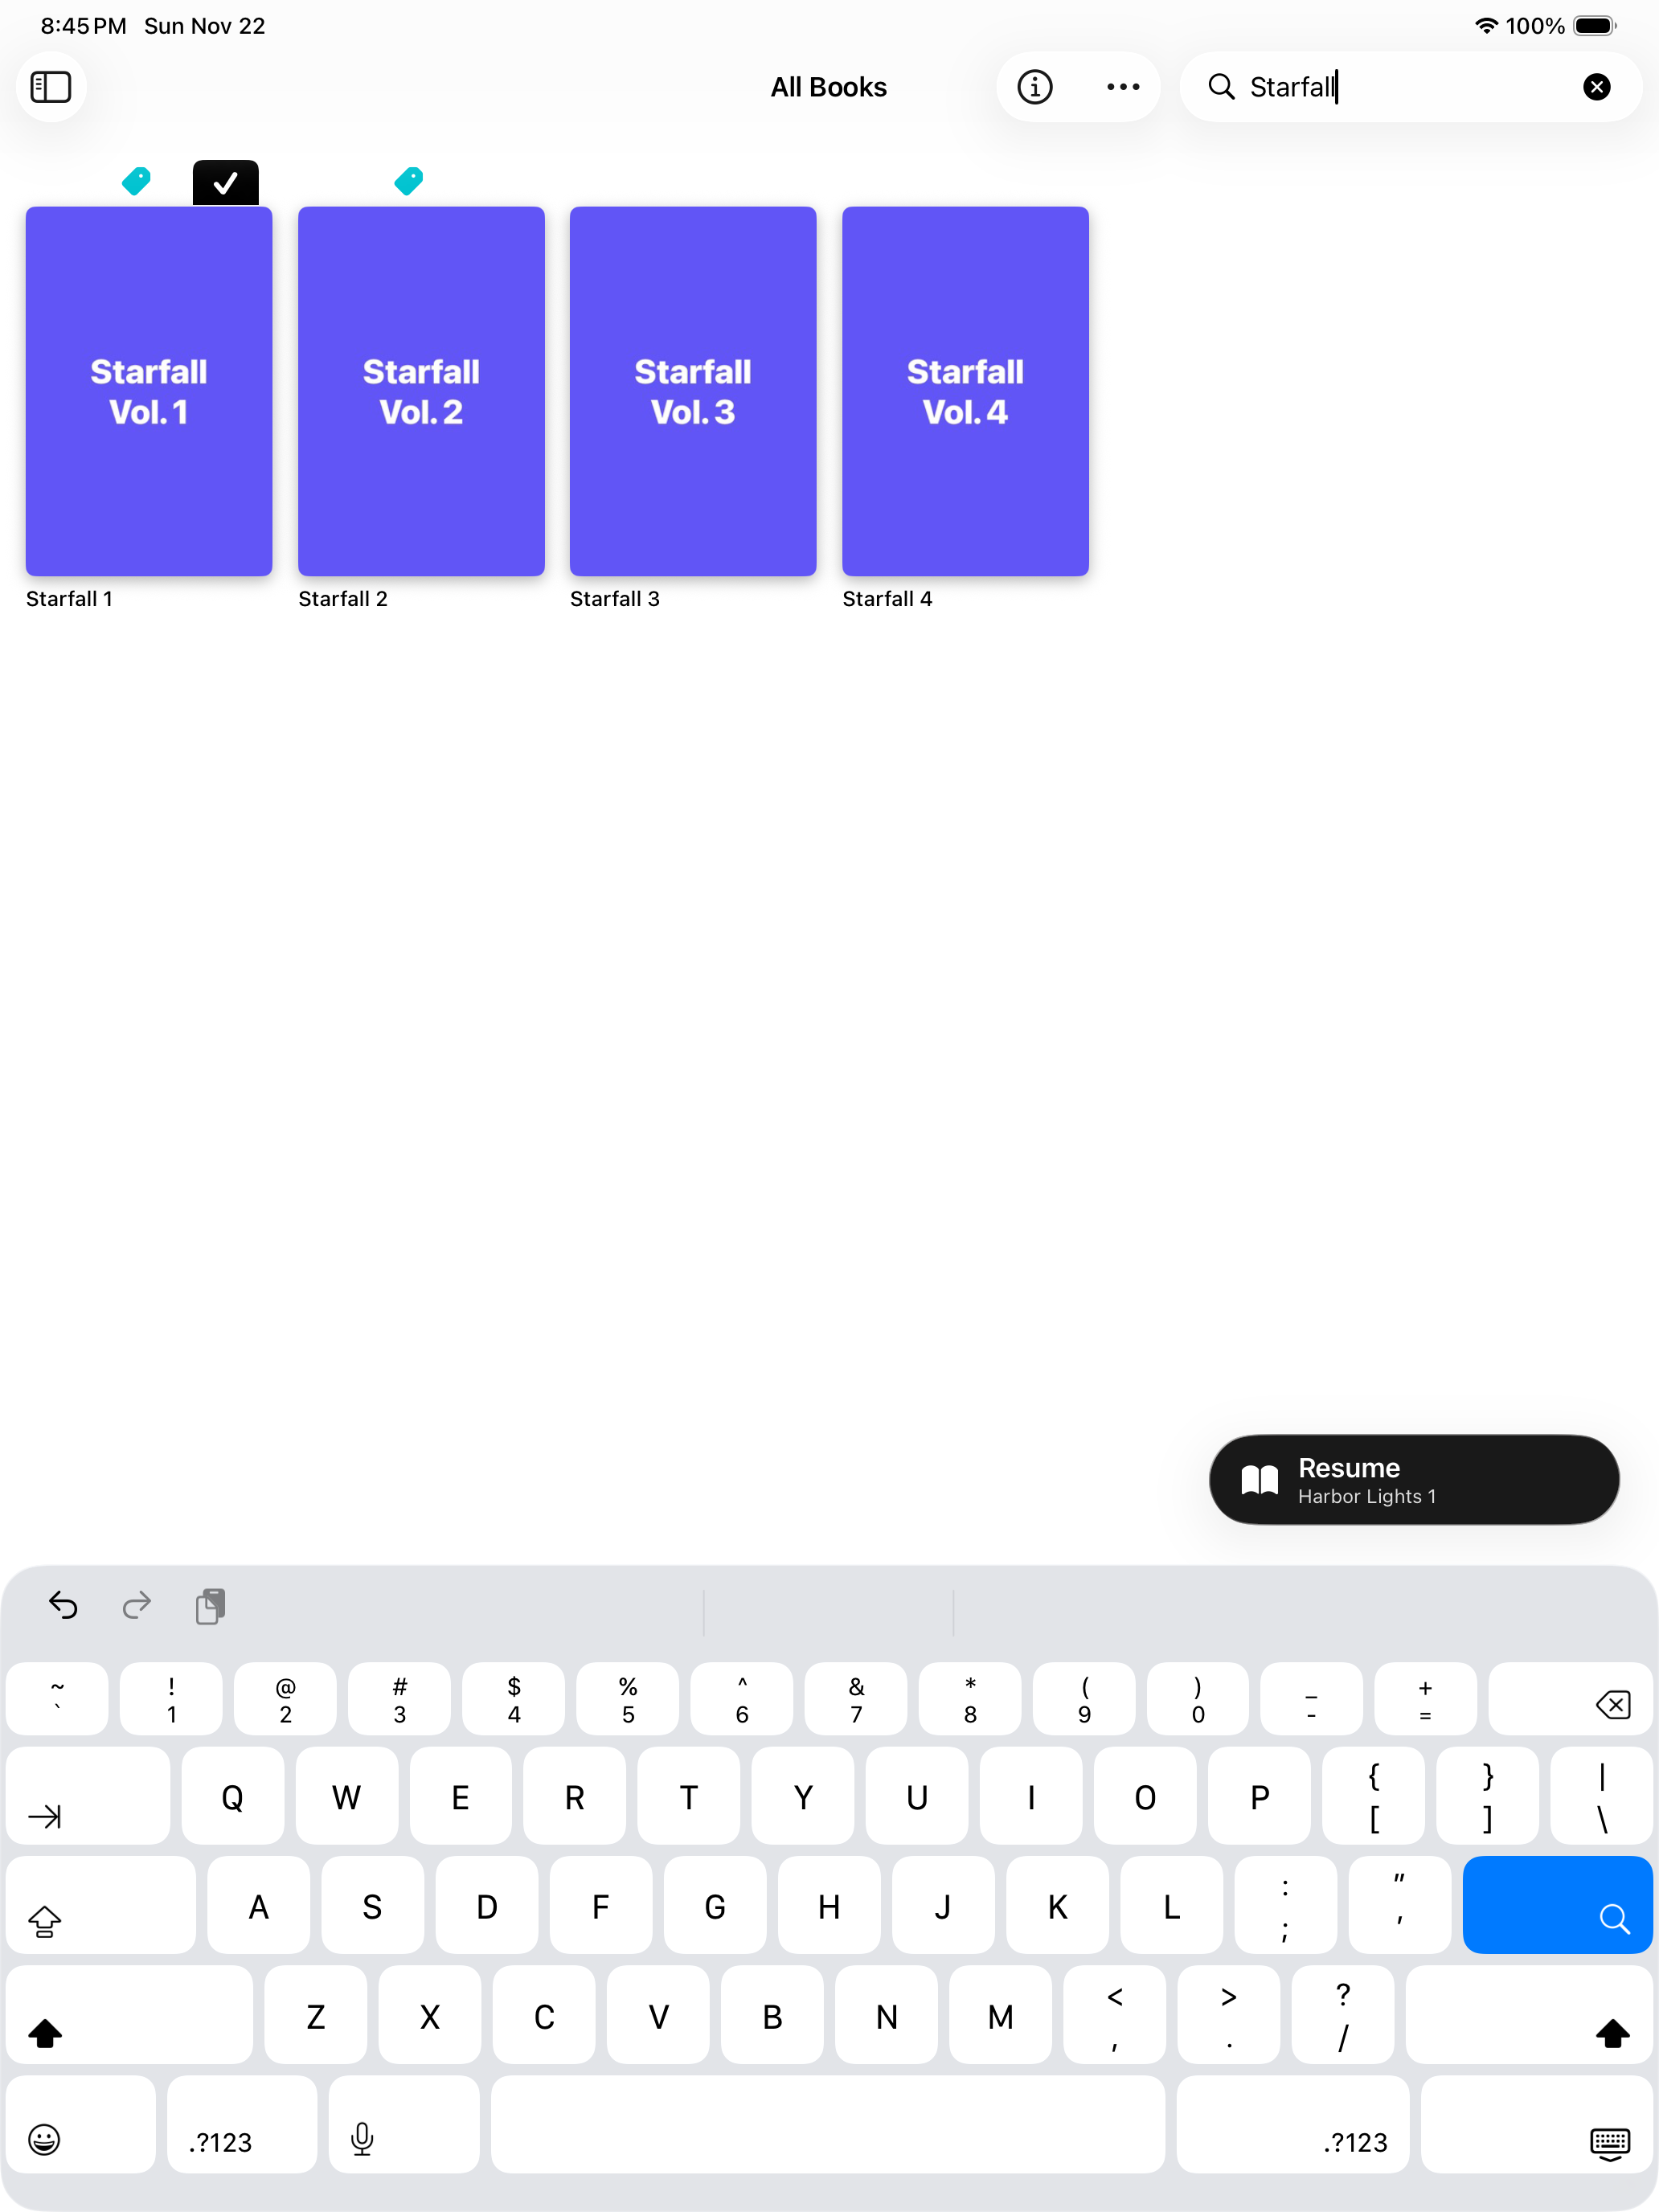 8:45 PM Sun Nov 22
100%
All Books
Starfall
Starfall
Vol. 1
Starfall
Vol. 2
Starfall
Vol. 3
Starfall
Vol. 4
Starfall 1
Starfall 2
Starfall 3
Starfall 4
Resume
Harbor Lights 1
~ ! @ # $ % ^ & * ( ) _ +
` 1 2 3 4 5 6 7 8 9 0 - =
Q W E R T Y U I O P { } |
[ ] \
A S D F G H J K L : "
; '
Z X C V B N M < > ?
, . /
.?123 .?123